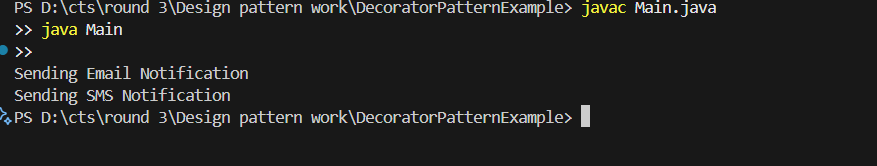 PS D:\cts\round 3\Design pattern work\DecoratorPatternExample> javac Main.java
>> java Main
>>
Sending Email Notification
Sending SMS Notification
PS D:\cts\round 3\Design pattern work\DecoratorPatternExample>